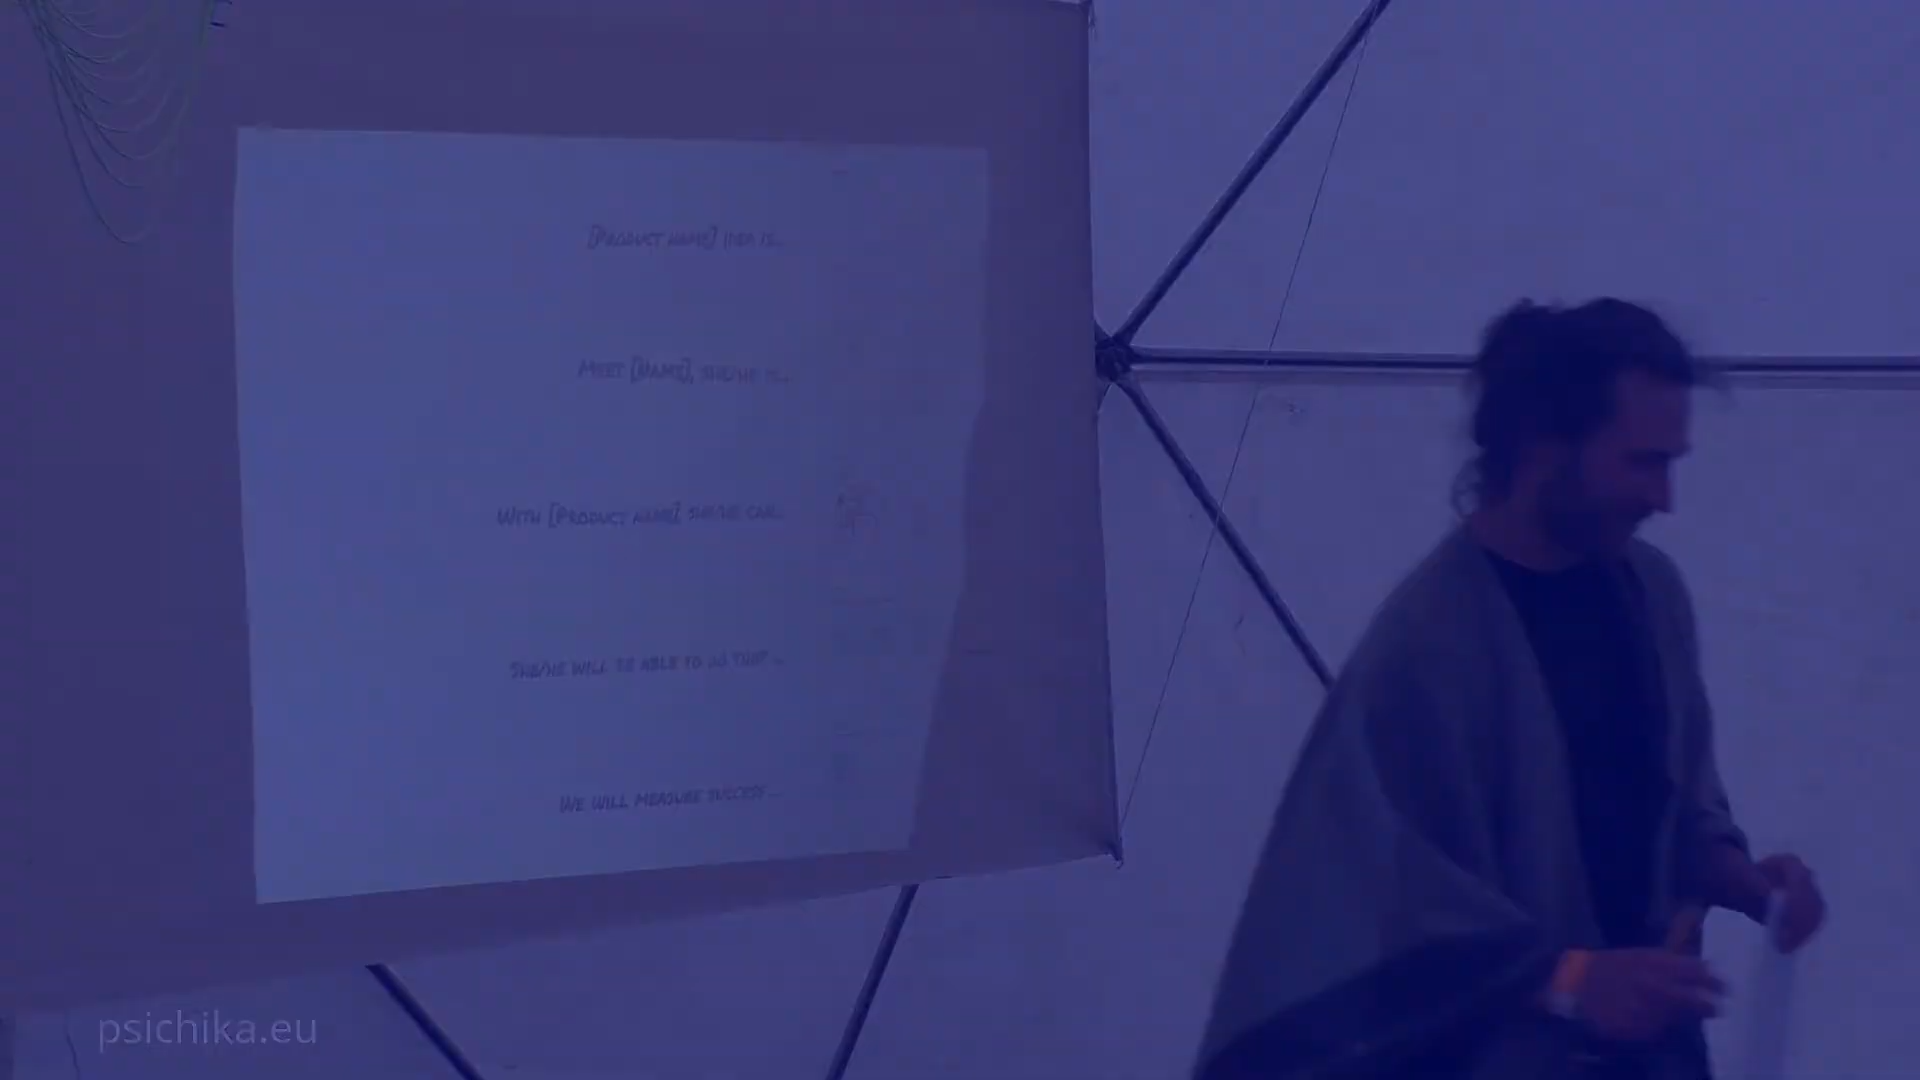 [PRODUCT NAME] IDEA IS...
MEET [NAME], SHE/HE IS...
WITH [PRODUCT NAME] SHE/HE CAN...
SHE/HE WILL BE ABLE TO DO THAT ...
WE WILL MEASURE SUCCESS ...
psichika.eu